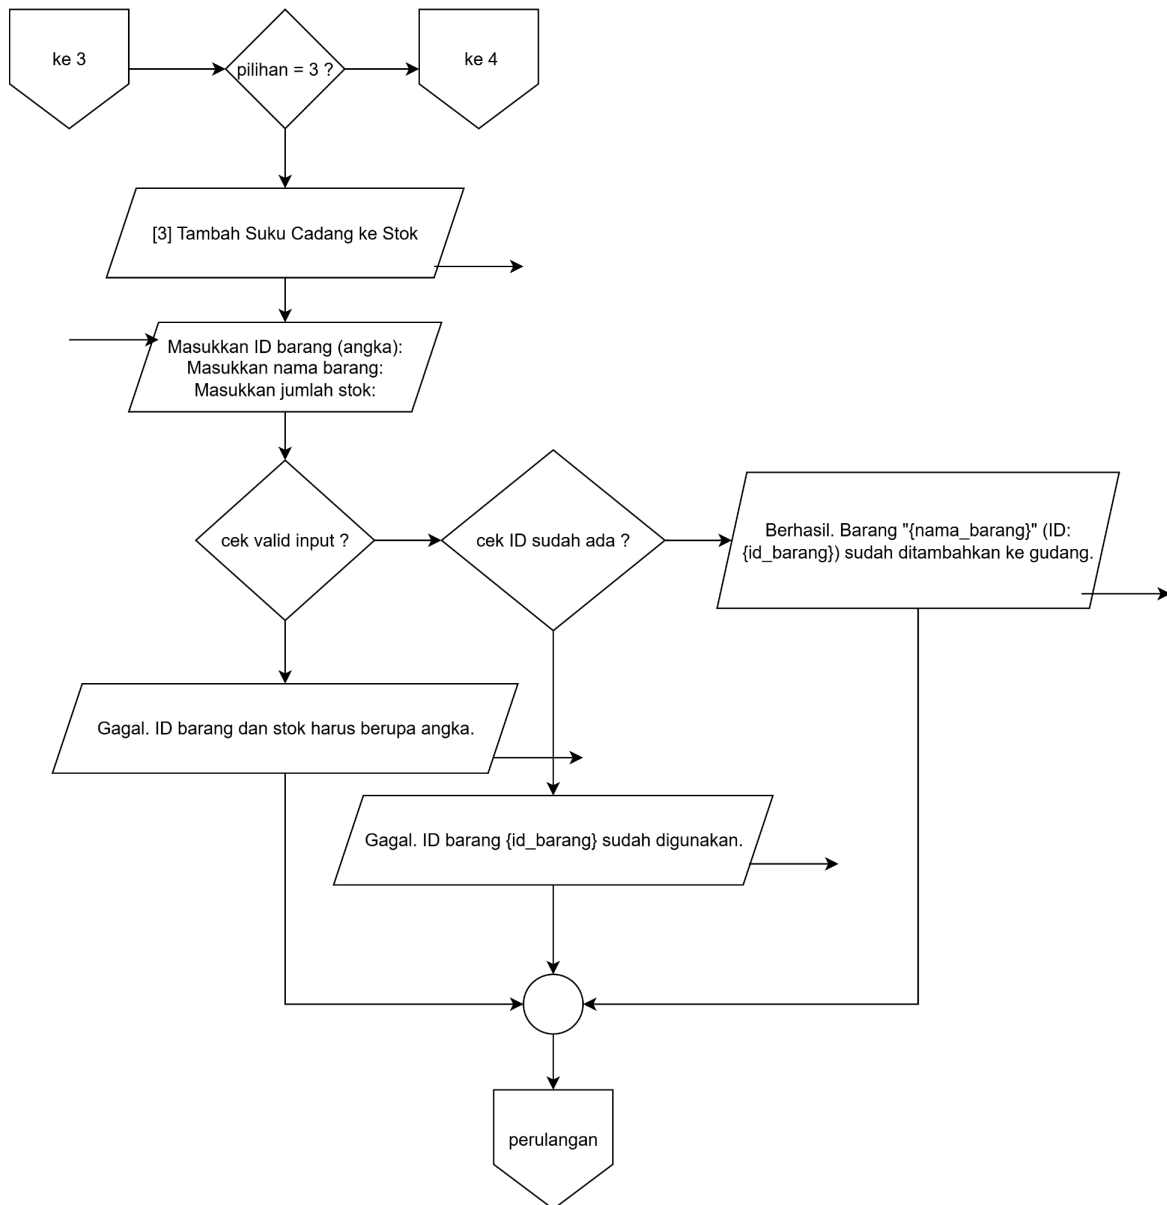 ke 3
pilihan = 3 ?
ke 4
[3] Tambah Suku Cadang ke Stok
Masukkan ID barang (angka):
Masukkan nama barang:
Masukkan jumlah stok:
cek valid input ?
cek ID sudah ada ?
Berhasil. Barang "{nama_barang}" (ID:
{id_barang}) sudah ditambahkan ke gudang.
Gagal. ID barang dan stok harus berupa angka.
Gagal. ID barang {id_barang} sudah digunakan.
perulangan